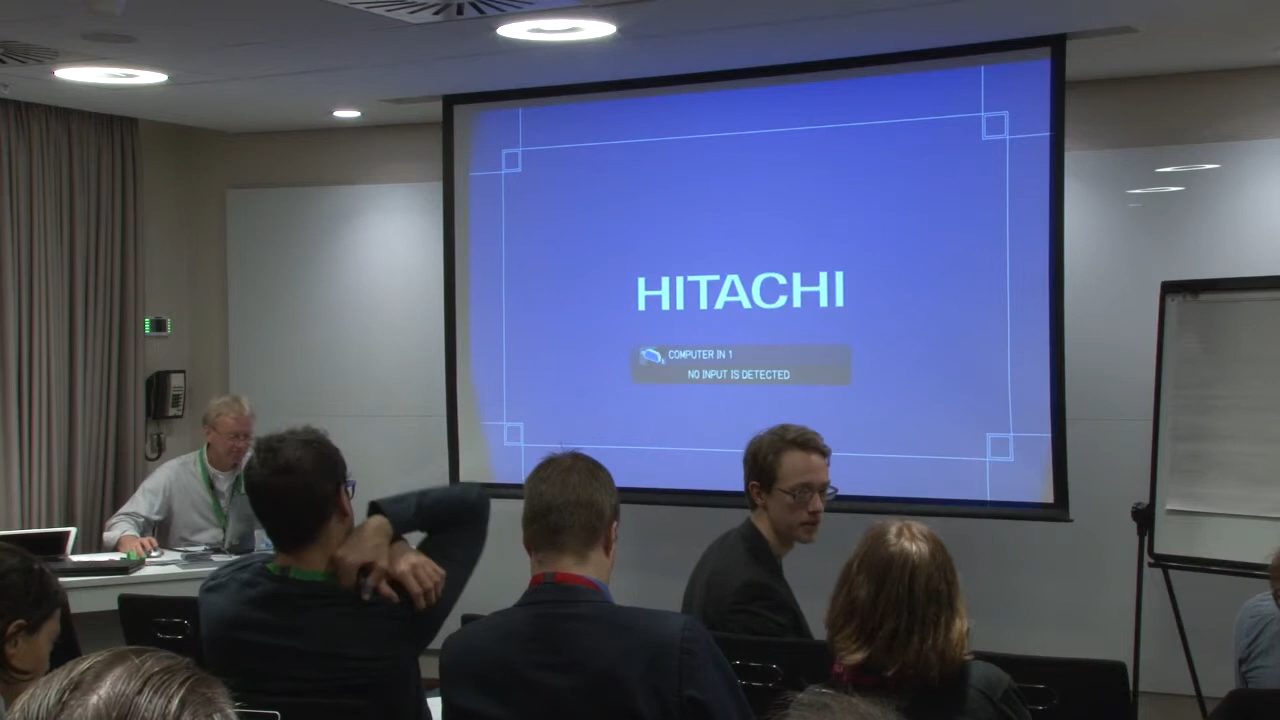 HITACHI
COMPUTER IN 1
NO INPUT IS DETECTED